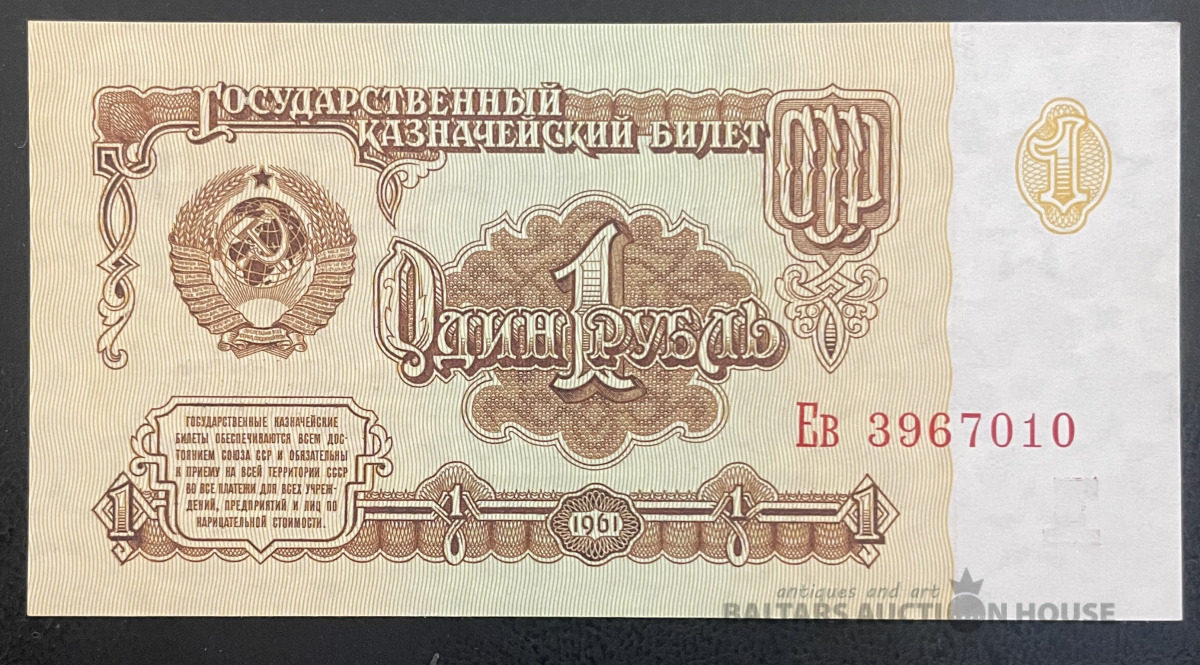 ГОСУДАРСТВЕННЫЙ
КАЗНАЧЕЙСКИЙ БИЛЕТ
СССР
1
ОДИН 1 РУБЛЬ
ГОСУДАРСТВЕННЫЕ КАЗНАЧЕЙСКИЕ
БИЛЕТЫ ОБЕСПЕЧИВАЮТСЯ ВСЕМ ДОС-
ТОЯНИЕМ СОЮЗА ССР И ОБЯЗАТЕЛЬНЫ
К ПРИЕМУ НА ВСЕЙ ТЕРРИТОРИИ СССР
ВО ВСЕ ПЛАТЕЖИ ДЛЯ ВСЕХ УЧРЕЖ-
ДЕНИЙ, ПРЕДПРИЯТИЙ И ЛИЦ ПО
НАРИЦАТЕЛЬНОЙ СТОИМОСТИ.
Ев 3967010
1 1 1961 1 1
antiques and art
BALTARS AUCTION HOUSE